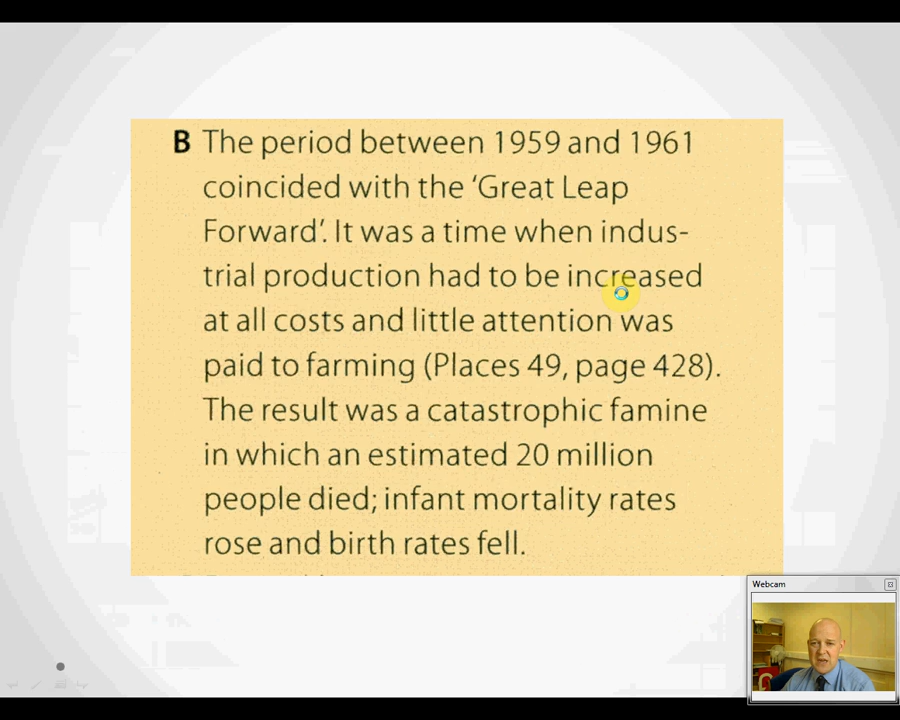 B The period between 1959 and 1961
coincided with the ‘Great Leap
Forward’. It was a time when indus-
trial production had to be increased
at all costs and little attention was
paid to farming (Places 49, page 428).
The result was a catastrophic famine
in which an estimated 20 million
people died; infant mortality rates
rose and birth rates fell.
Webcam